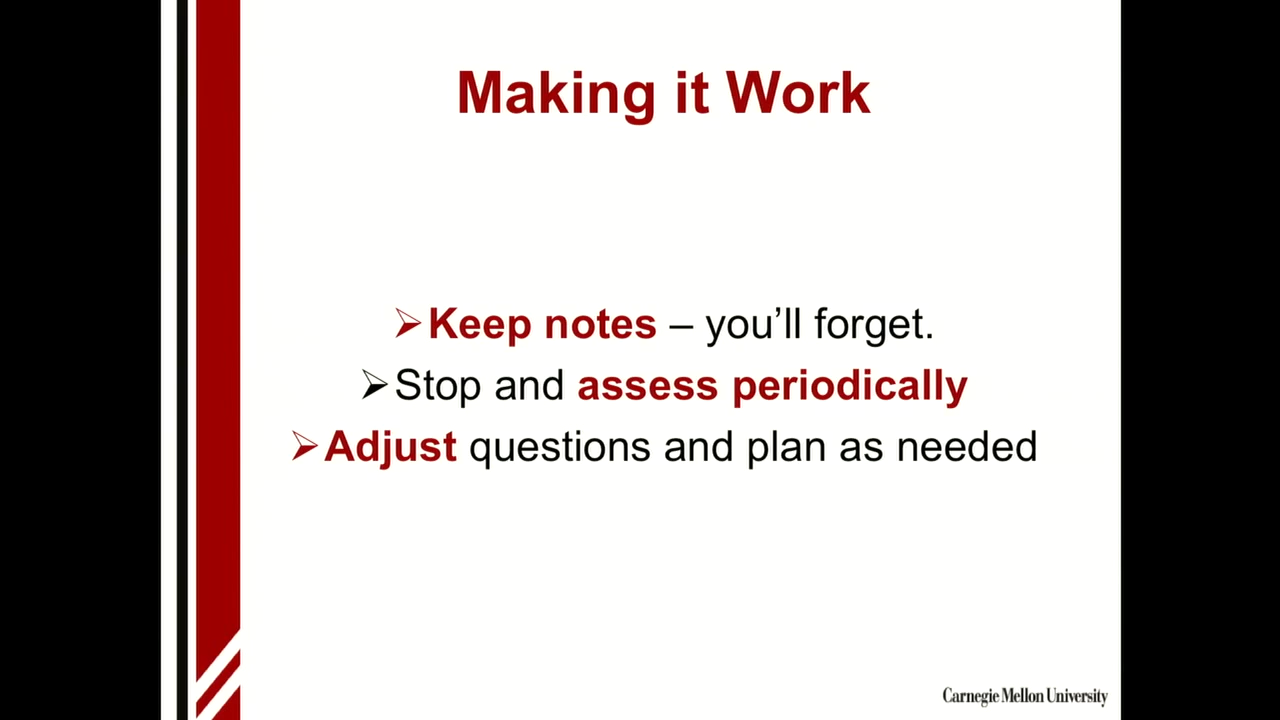 Making it Work
➢Keep notes – you’ll forget.
➢Stop and assess periodically
➢Adjust questions and plan as needed
Carnegie Mellon University